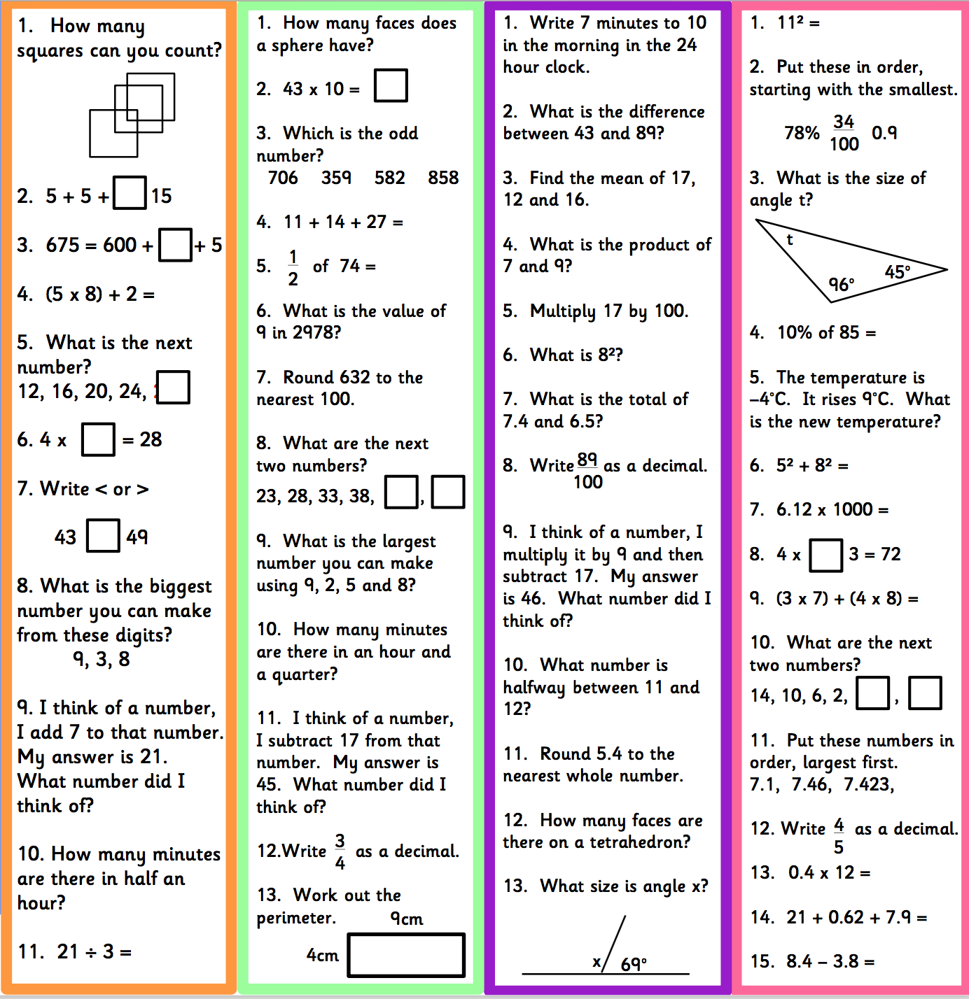 1. How many
squares can you count?
2. 5 + 5 + 15
3. 675 = 600 + + 5
4. (5 x 8) + 2 =
5. What is the next
number?
12, 16, 20, 24,
6. 4 x = 28
7. Write < or >
43 49
8. What is the biggest
number you can make
from these digits?
9, 3, 8
9. I think of a number,
I add 7 to that number.
My answer is 21.
What number did I
think of?
10. How many minutes
are there in half an
hour?
11. 21 ÷ 3 =
1. How many faces does
a sphere have?
2. 43 x 10 =
3. Which is the odd
number?
706 359 582 858
4. 11 + 14 + 27 =
5. 1/2 of 74 =
6. What is the value of
9 in 2978?
7. Round 632 to the
nearest 100.
8. What are the next
two numbers?
23, 28, 33, 38, ,
9. What is the largest
number you can make
using 9, 2, 5 and 8?
10. How many minutes
are there in an hour and
a quarter?
11. I think of a number,
I subtract 17 from that
number. My answer is
45. What number did I
think of?
12.Write 3/4 as a decimal.
13. Work out the
perimeter. 9cm
4cm
1. Write 7 minutes to 10
in the morning in the 24
hour clock.
2. What is the difference
between 43 and 89?
3. Find the mean of 17,
12 and 16.
4. What is the product of
7 and 9?
5. Multiply 17 by 100.
6. What is 8²?
7. What is the total of
7.4 and 6.5?
8. Write 89/100 as a decimal.
9. I think of a number, I
multiply it by 9 and then
subtract 17. My answer
is 46. What number did I
think of?
10. What number is
halfway between 11 and
12?
11. Round 5.4 to the
nearest whole number.
12. How many faces are
there on a tetrahedron?
13. What size is angle x?
x 69°
1. 11² =
2. Put these in order,
starting with the smallest.
78% 34/100 0.9
3. What is the size of
angle t?
t
45°
96°
4. 10% of 85 =
5. The temperature is
–4°C. It rises 9°C. What
is the new temperature?
6. 5² + 8² =
7. 6.12 x 1000 =
8. 4 x 3 = 72
9. (3 x 7) + (4 x 8) =
10. What are the next
two numbers?
14, 10, 6, 2, ,
11. Put these numbers in
order, largest first.
7.1, 7.46, 7.423,
12. Write 4/5 as a decimal.
13. 0.4 x 12 =
14. 21 + 0.62 + 7.9 =
15. 8.4 – 3.8 =